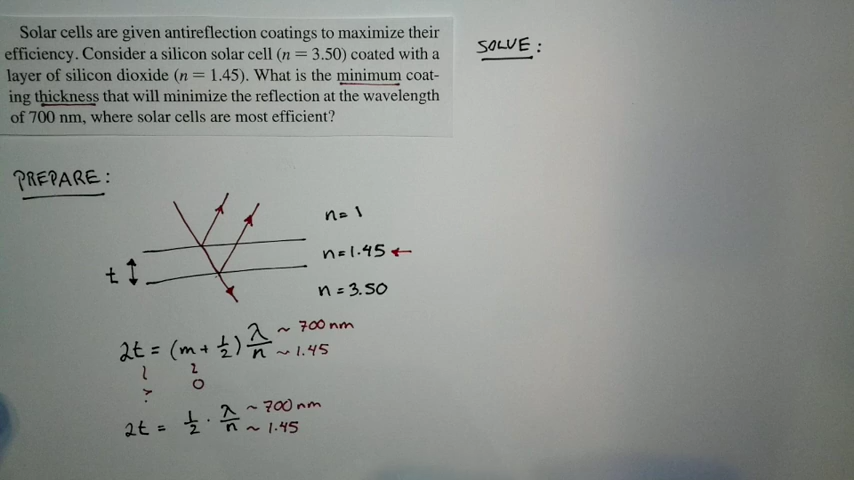 Solar cells are given antireflection coatings to maximize their
efficiency. Consider a silicon solar cell (n = 3.50) coated with a
layer of silicon dioxide (n = 1.45). What is the minimum coat-
ing thickness that will minimize the reflection at the wavelength
of 700 nm, where solar cells are most efficient?
SOLVE:
PREPARE:
n=1
n=1.45 ←
t
n=3.50
2t = (m + 1/2) λ/n ~ 700 nm ~ 1.45
? 0
2t = 1/2 · λ/n ~ 700 nm ~ 1.45